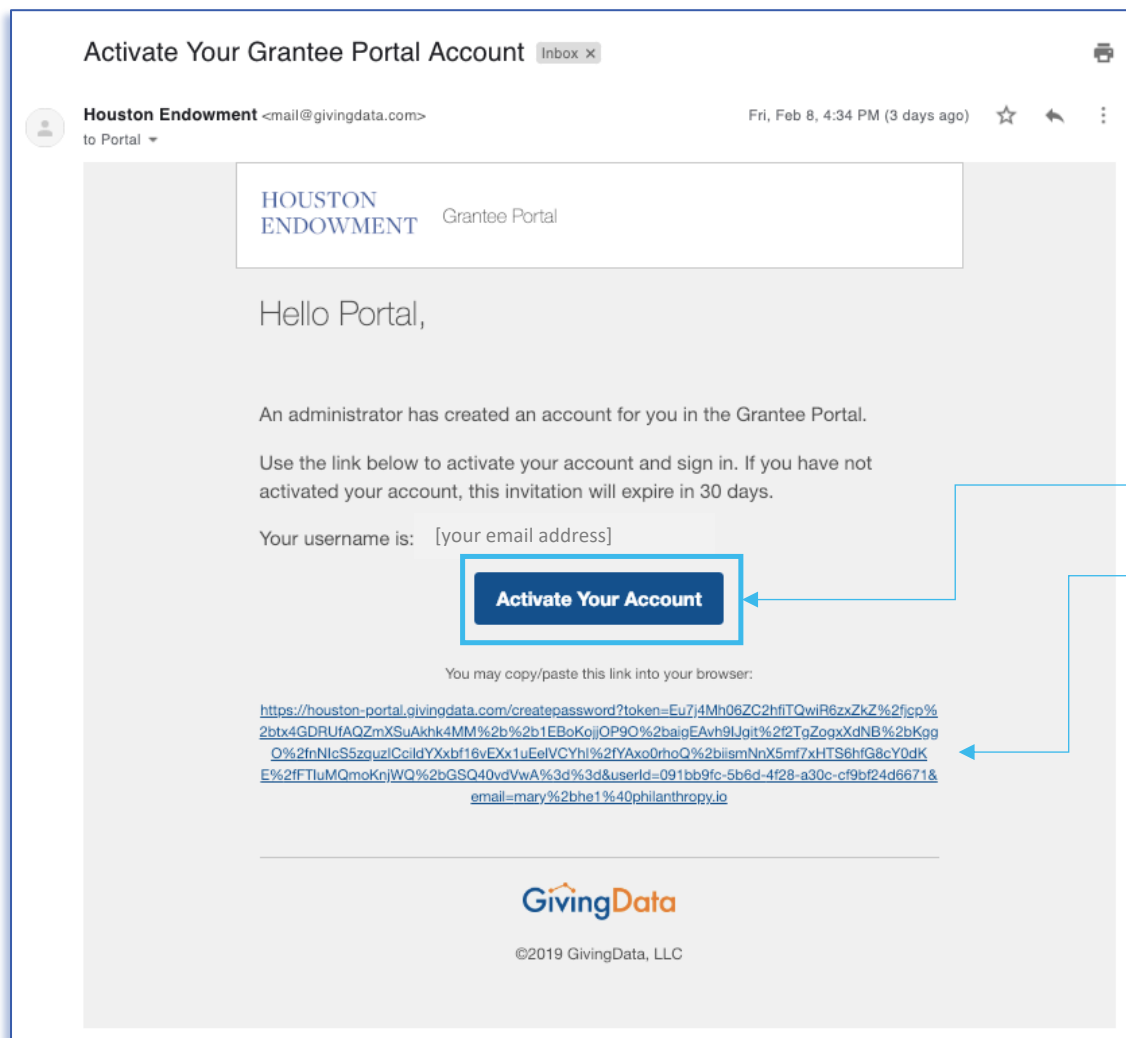 Activate Your Grantee Portal Account Inbox ×
Houston Endowment <mail@givingdata.com> Fri, Feb 8, 4:34 PM (3 days ago)
to Portal
HOUSTON
ENDOWMENT
Grantee Portal
Hello Portal,
An administrator has created an account for you in the Grantee Portal.
Use the link below to activate your account and sign in. If you have not
activated your account, this invitation will expire in 30 days.
Your username is: [your email address]
Activate Your Account
You may copy/paste this link into your browser:
https://houston-portal.givingdata.com/createpassword?token=Eu7j4Mh06ZC2hfiTQwiR6zxZkZ%2fjcp%
2btx4GDRUfAQZmXSuAkhk4MM%2b%2b1EBoKojjOP9O%2baigEAvh9IJgit%2f2TgZogxXdNB%2bKgg
O%2fnNIcS5zquzICciIdYXxbf16vEXx1uEeIVCYhI%2fYAxo0rhoQ%2biismNnX5mf7xHTS6hfG8cY0dK
E%2fFTIuMQmoKnjWQ%2bGSQ40vdVwA%3d%3d&userId=091bb9fc-5b6d-4f28-a30c-cf9bf24d6671&
email=mary%2bhe1%40philanthropy.io
GivingData
©2019 GivingData, LLC